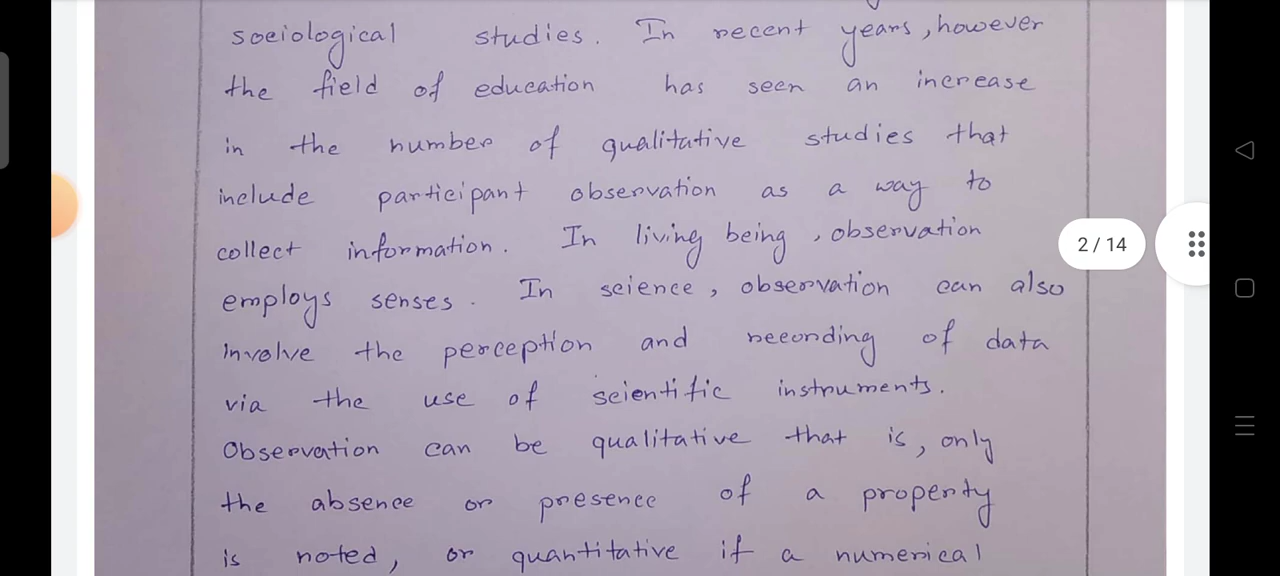 sociological studies. In recent years, however
the field of education has seen an increase
in the number of qualitative studies that
include participant observation as a way to
collect information. In living being, observation
employs senses. In science, observation can also
involve the perception and recording of data
via the use of scientific instruments.
Observation can be qualitative that is, only
the absence or presence of a property
is noted, or quantitative if a numerical
2 / 14